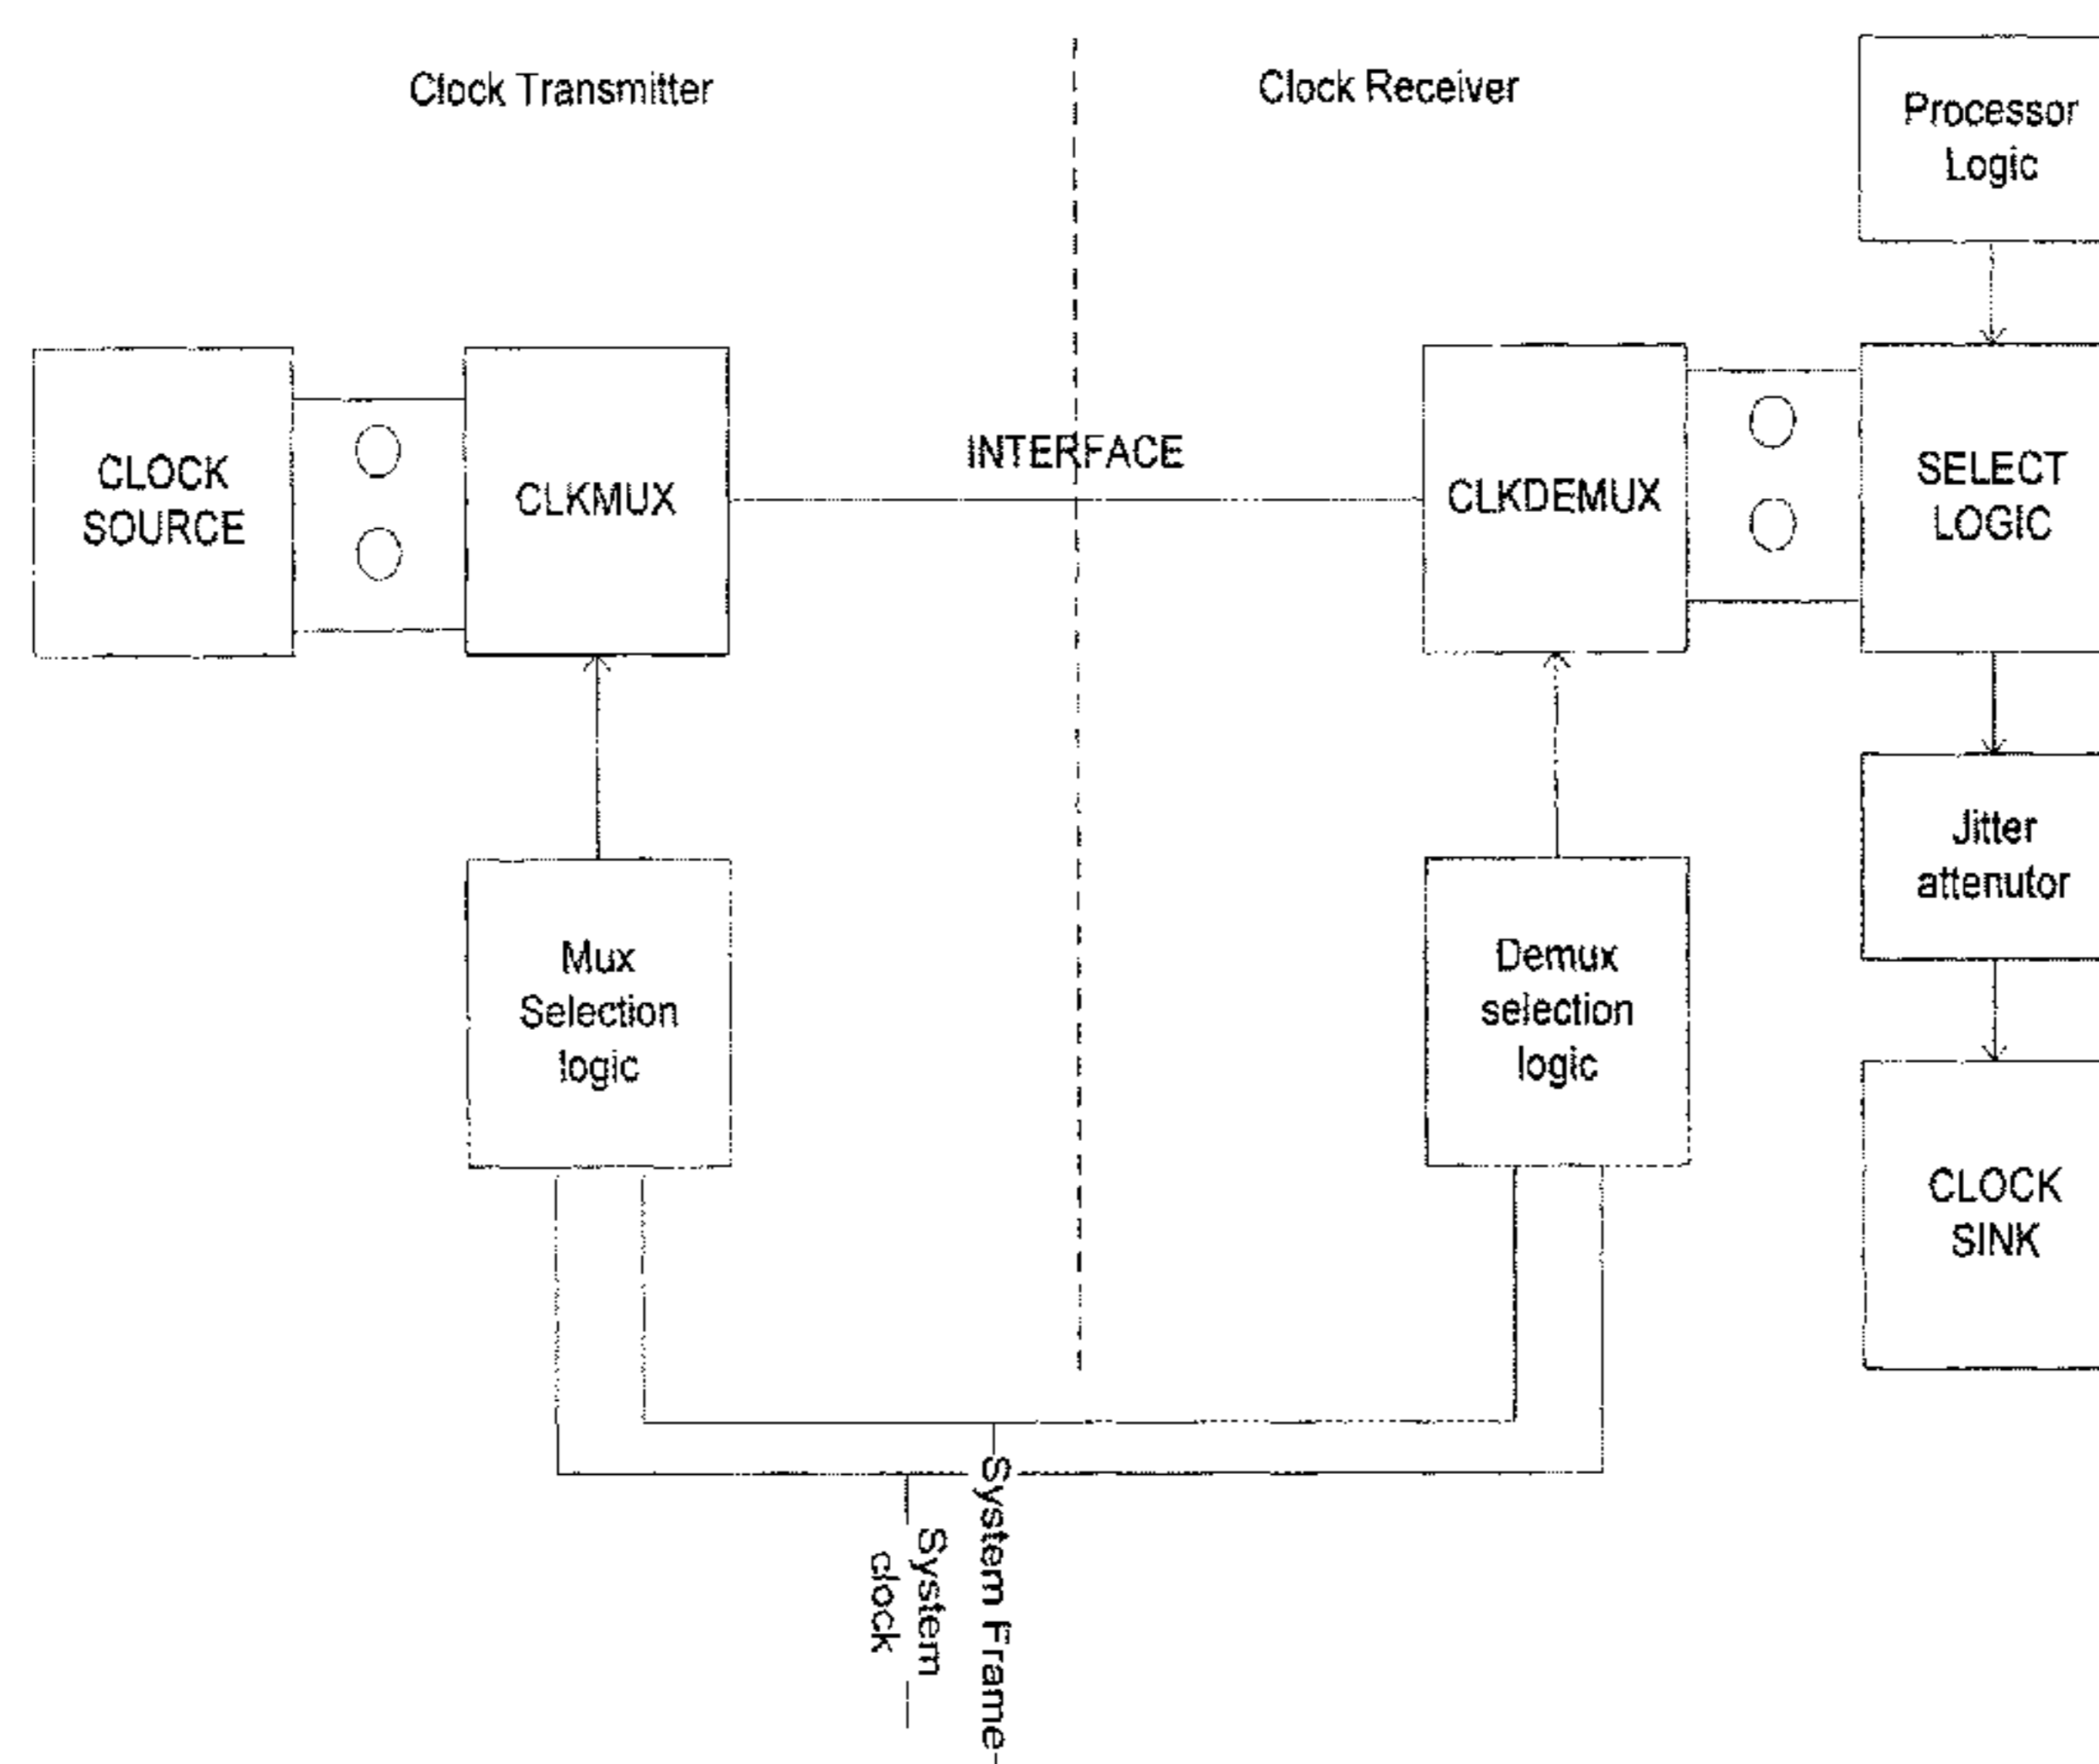 Clock Transmitter
Clock Receiver
Processor
Logic
CLOCK
SOURCE
CLKMUX
INTERFACE
CLKDEMUX
SELECT
LOGIC
Mux
Selection
logic
Demux
selection
logic
Jitter
attenutor
CLOCK
SINK
System
clock
System Frame